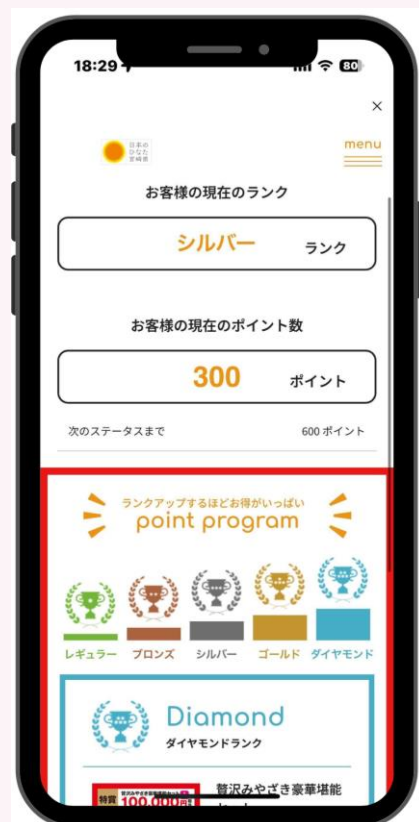 18:29
80
×
日本の
ひなた
宮崎県
menu
お客様の現在のランク
シルバー ランク
お客様の現在のポイント数
300 ポイント
次のステータスまで 600 ポイント
ランクアップするほどお得がいっぱい
point program
レギュラー ブロンズ シルバー ゴールド ダイヤモンド
Diamond
ダイヤモンドランク
特賞
100,000円
贅沢みやざき豪華堪能